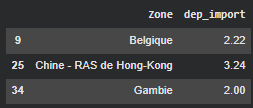 Zone dep_import
9 Belgique 2.22
25 Chine - RAS de Hong-Kong 3.24
34 Gambie 2.00